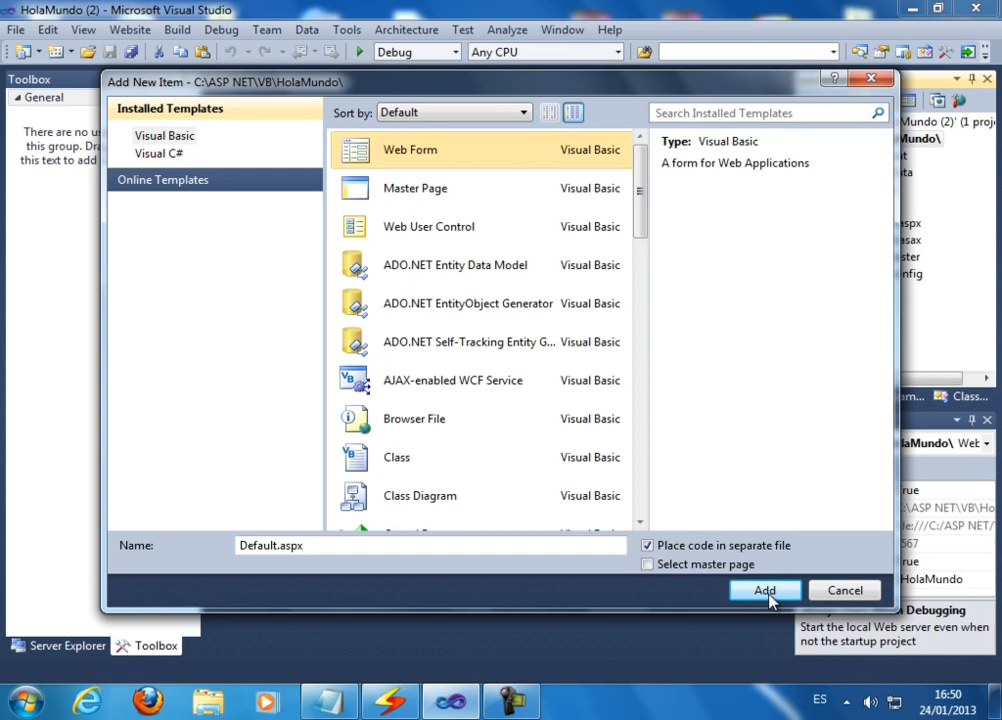 HolaMundo (2) - Microsoft Visual Studio
File Edit View Website Build Debug Team Data Tools Architecture Test Analyze Window Help
Debug Any CPU
Toolbox
General
There are no us
this group. Dra
this text to add
Add New Item - C:\ASP NET\VB\HolaMundo\
Installed Templates
Visual Basic
Visual C#
Online Templates
Sort by: Default
Search Installed Templates
Web Form Visual Basic
Master Page Visual Basic
Web User Control Visual Basic
ADO.NET Entity Data Model Visual Basic
ADO.NET EntityObject Generator Visual Basic
ADO.NET Self-Tracking Entity G... Visual Basic
AJAX-enabled WCF Service Visual Basic
Browser File Visual Basic
Class Visual Basic
Class Diagram Visual Basic
Type: Visual Basic
A form for Web Applications
Name: Default.aspx
Place code in separate file
Select master page
Add Cancel
Mundo (2)' (1 proj
Mundo\
nt
ata
aspx
asax
ster
nfig
am... Class...
HolaMundo\ Web
rue
C:\ASP NET\VB\Ho
le:///C:/ASP NET/
567
rue
HolaMundo
n Debugging
Start the local Web server even when
not the startup project
Server Explorer Toolbox
ES
16:50
24/01/2013